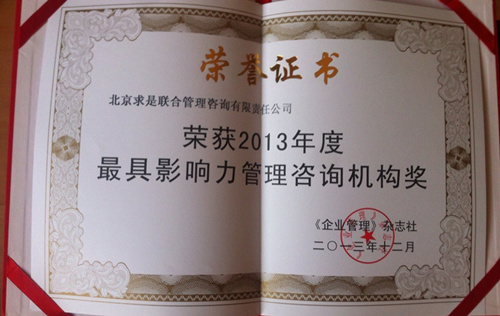 荣誉证书
北京求是联合管理咨询有限责任公司
荣获2013年度
最具影响力管理咨询机构奖
《企业管理》杂志社
二〇一三年十二月